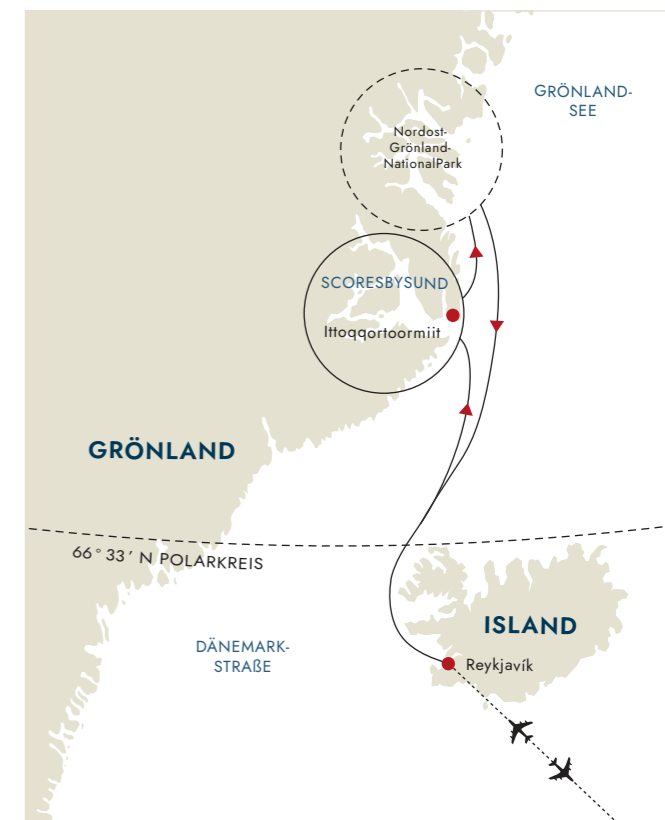 GRÖNLAND-
SEE
Nordost-
Grönland-
NationalPark
SCORESBYSUND
Ittoqqortoormiit
GRÖNLAND
66° 33' N POLARKREIS
ISLAND
DÄNEMARK-
STRAßE
Reykjavík